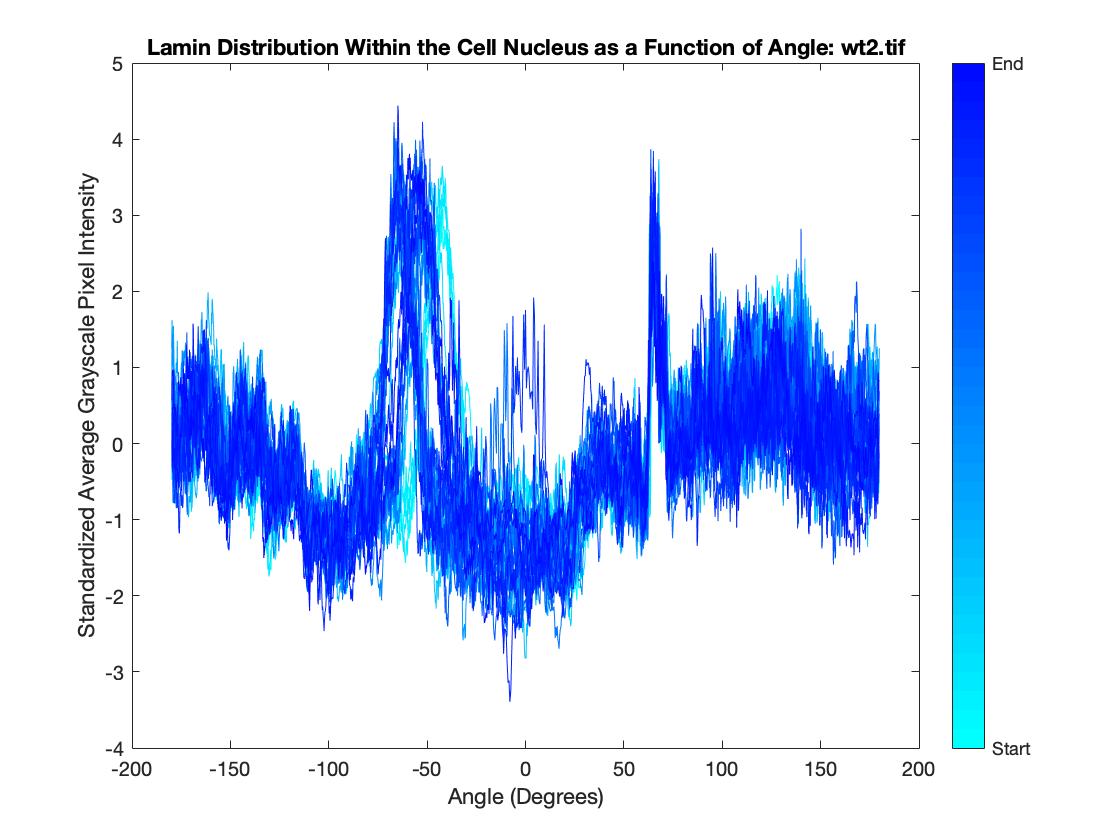 Lamin Distribution Within the Cell Nucleus as a Function of Angle: wt2.tif
5
4
3
2
1
0
-1
-2
-3
-4
Standardized Average Grayscale Pixel Intensity
-200 -150 -100 -50 0 50 100 150 200
Angle (Degrees)
End
Start